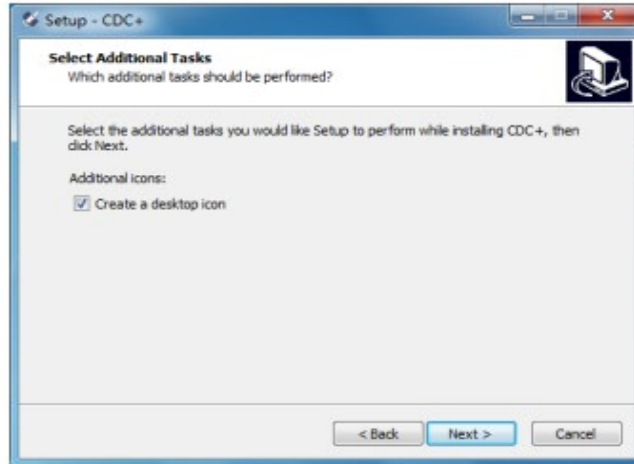 Setup - CDC+
Select Additional Tasks
Which additional tasks should be performed?
Select the additional tasks you would like Setup to perform while installing CDC+, then
click Next.
Additional icons:
Create a desktop icon
< Back
Next >
Cancel